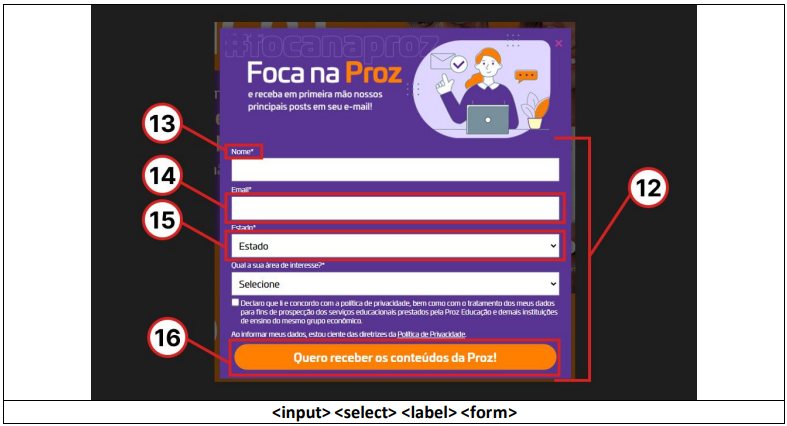 #focanaproz
Foca na Proz
e receba em primeira mão nossos
principais posts em seu e-mail!
13
Nome*
14
Email*
12
15
Estado*
Estado
Qual a sua área de interesse?*
Selecione
Declaro que li e concordo com a política de privacidade, bem como com o tratamento dos meus dados
para fins de prospecção dos serviços educacionais prestados pela Proz Educação e demais instituições
de ensino do mesmo grupo econômico.
Ao informar meus dados, estou ciente das diretrizes da Política de Privacidade.
16
Quero receber os conteúdos da Proz!
<input> <select> <label> <form>